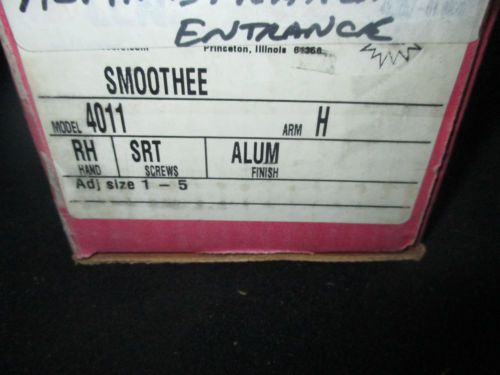 ENTRANCE
Princeton, Illinois 61356
SMOOTHEE
MODEL 4011 ARM H
RH SRT ALUM
HAND SCREWS FINISH
Adj size 1 - 5